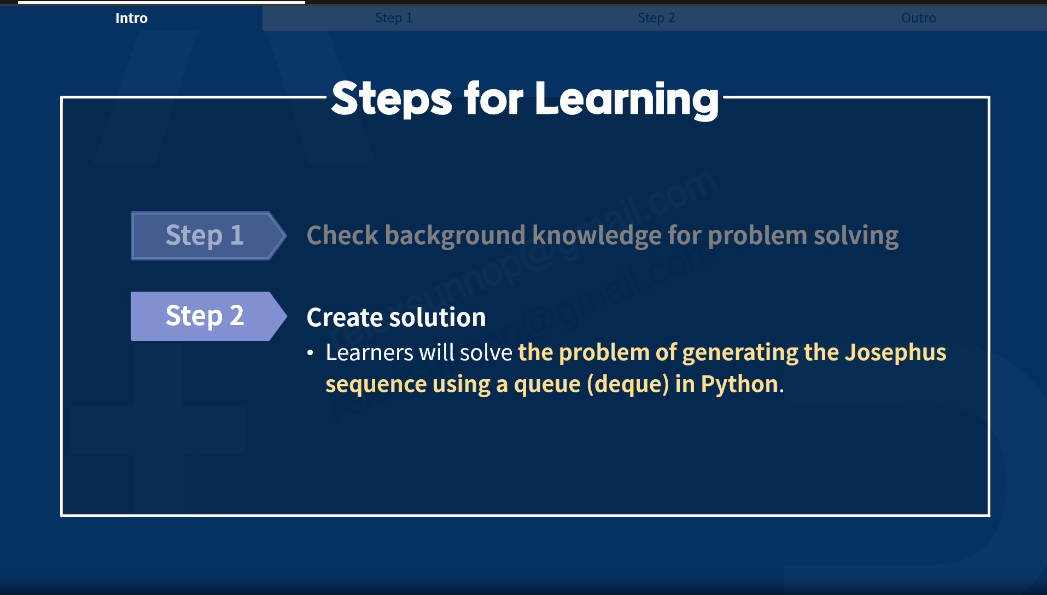 Intro
Step 1
Step 2
Outro
Steps for Learning
Step 1
Check background knowledge for problem solving
Step 2
Create solution
• Learners will solve the problem of generating the Josephus
sequence using a queue (deque) in Python.